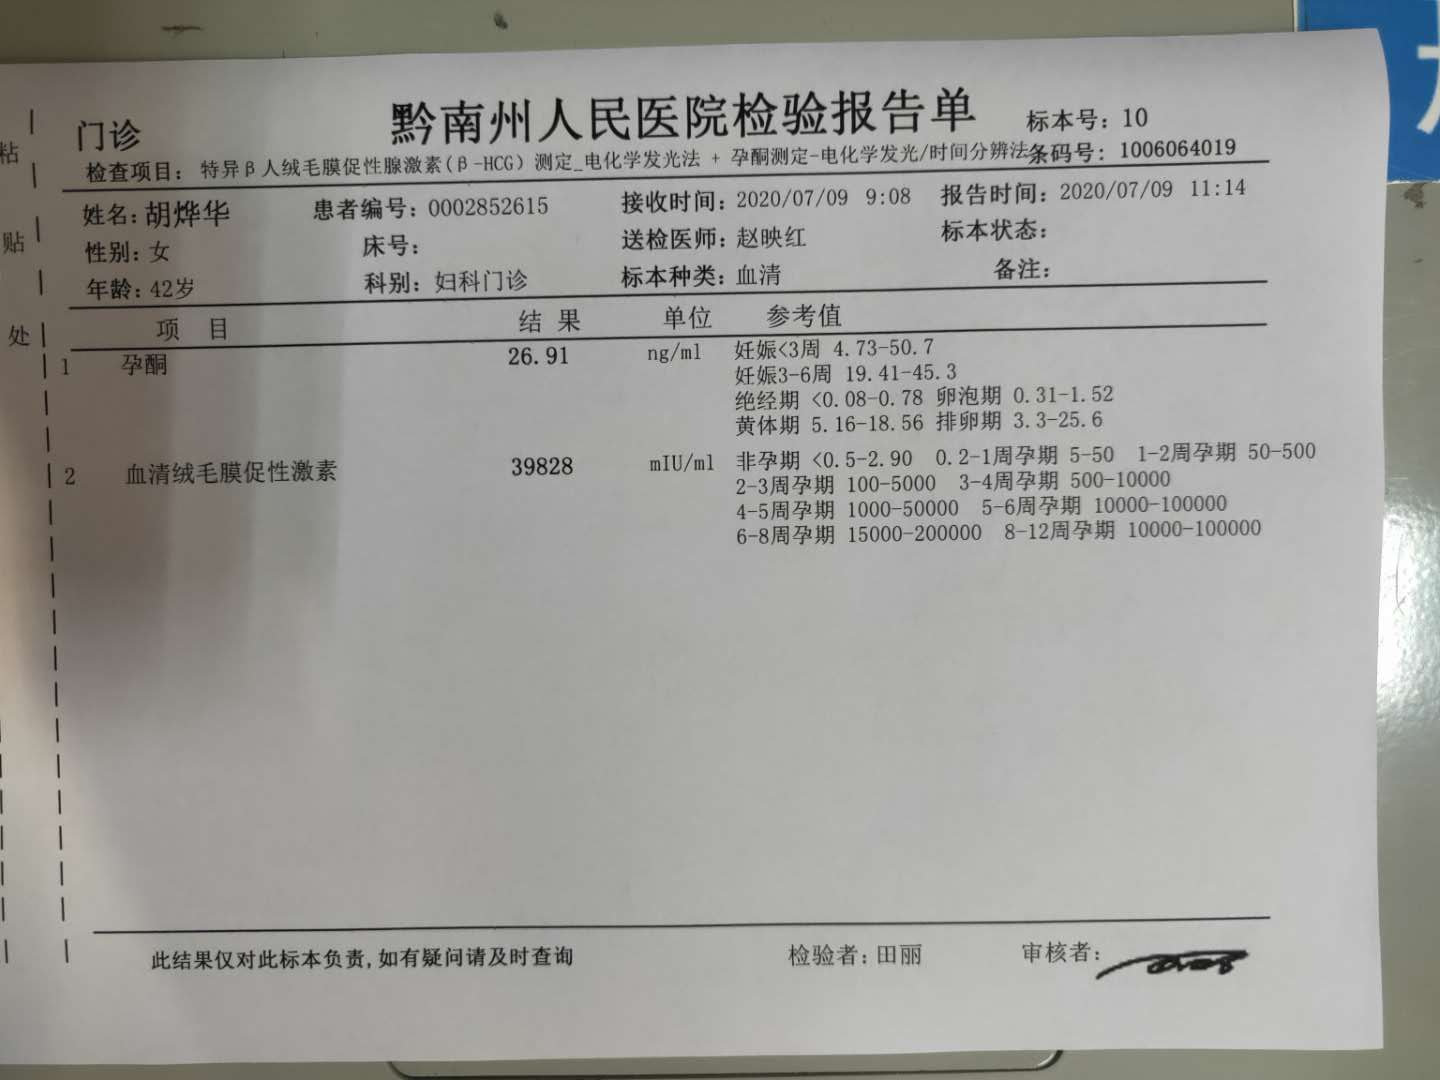 黔南州人民医院检验报告单
门诊
标本号: 10
检查项目: 特异β人绒毛膜促性腺激素(β-HCG) 测定_电化学发光法 + 孕酮测定-电化学发光/时间分辨法
条码号: 1006064019
姓名: 胡烨华 患者编号: 0002852615 接收时间: 2020/07/09 9:08 报告时间: 2020/07/09 11:14
性别: 女 床号: 送检医师: 赵映红 标本状态:
年龄: 42岁 科别: 妇科门诊 标本种类: 血清 备注:
项 目 结 果 单位 参考值
1 孕酮 26.91 ng/ml 妊娠<3周 4.73-50.7
妊娠3-6周 19.41-45.3
绝经期 <0.08-0.78 卵泡期 0.31-1.52
黄体期 5.16-18.56 排卵期 3.3-25.6
2 血清绒毛膜促性激素 39828 mIU/ml 非孕期 <0.5-2.90 0.2-1周孕期 5-50 1-2周孕期 50-500
2-3周孕期 100-5000 3-4周孕期 500-10000
4-5周孕期 1000-50000 5-6周孕期 10000-100000
6-8周孕期 15000-200000 8-12周孕期 10000-100000
此结果仅对此标本负责,如有疑问请及时查询 检验者: 田丽 审核者:
粘
贴
处